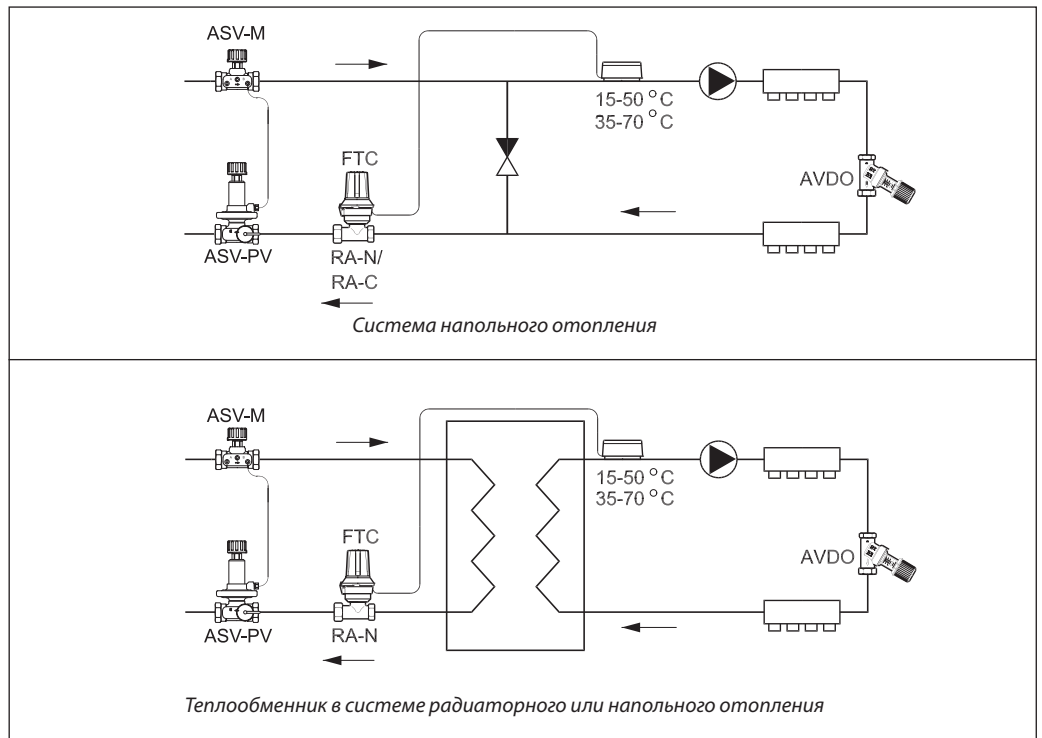 ASV-M
15-50 °C
35-70 °C
FTC
AVDO
ASV-PV
RA-N/
RA-C
Система напольного отопления
ASV-M
15-50 °C
35-70 °C
FTC
AVDO
ASV-PV
RA-N
Теплообменник в системе радиаторного или напольного отопления